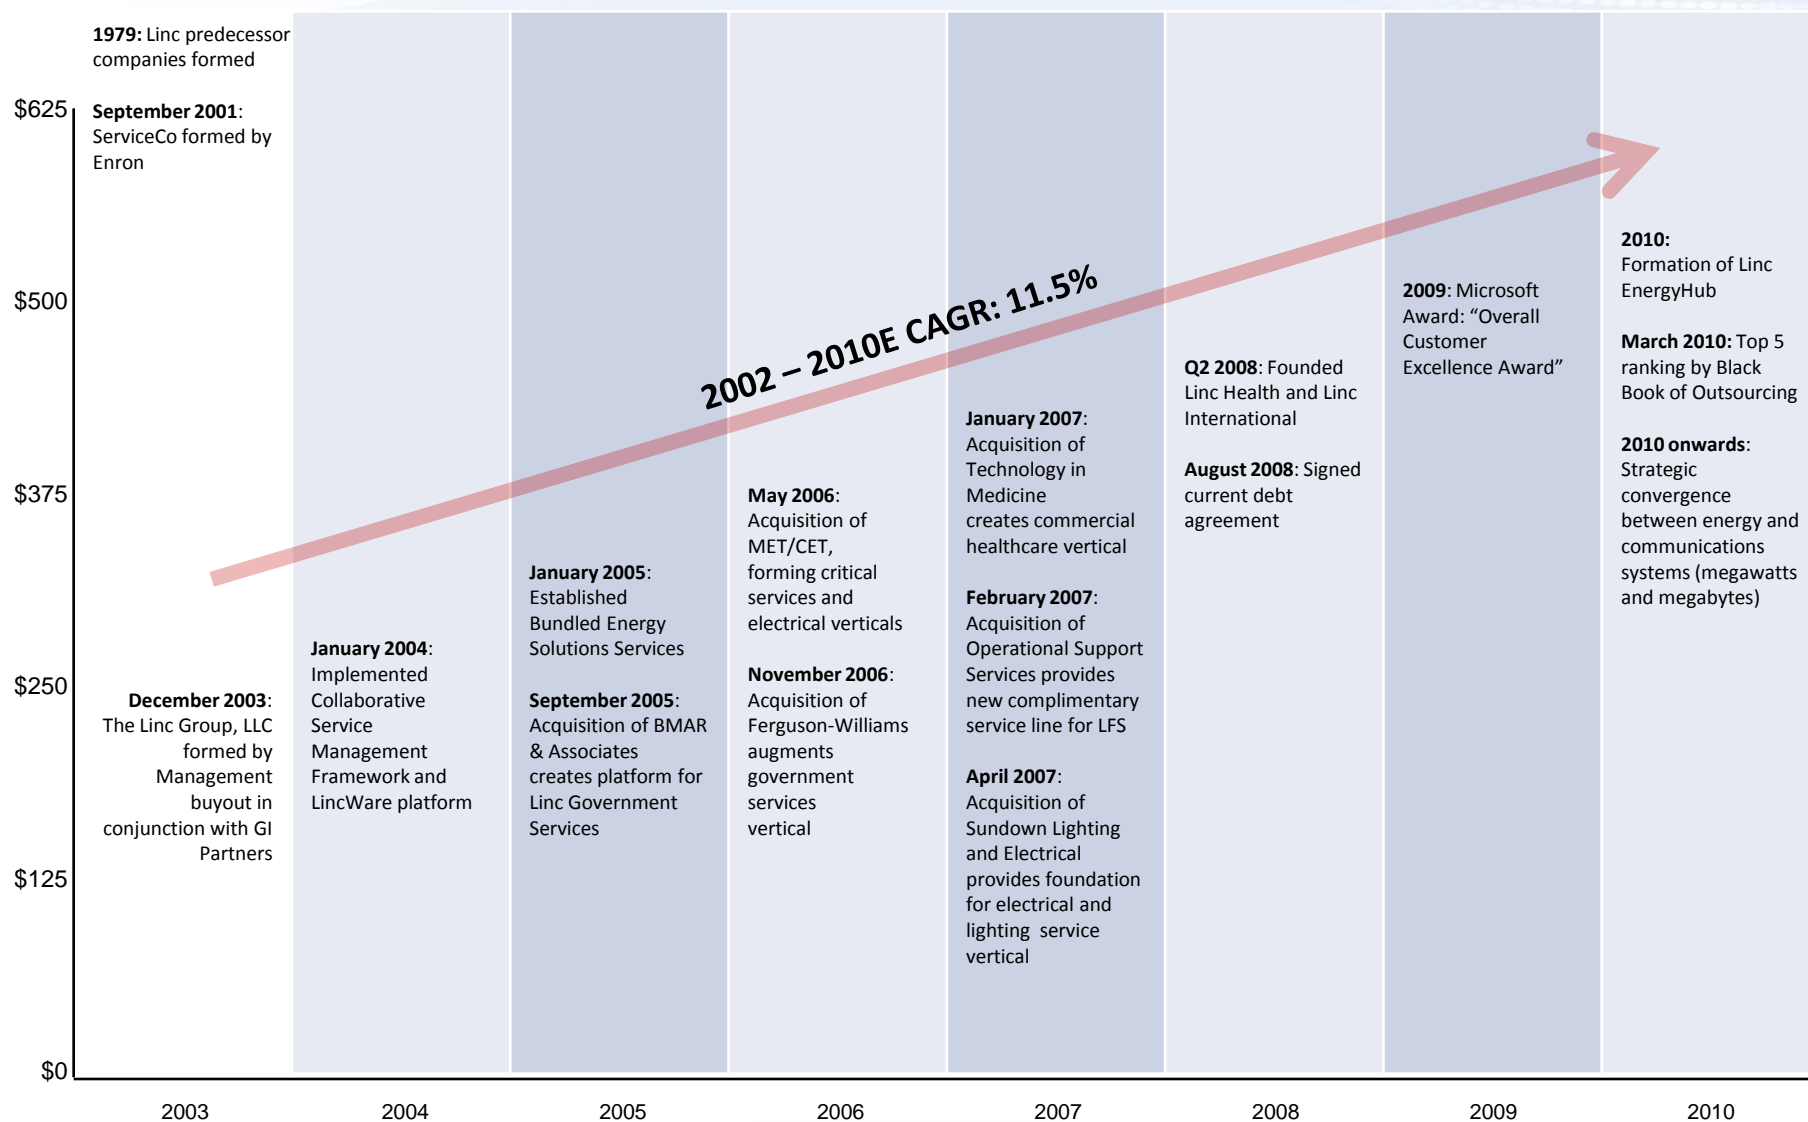 1979: Linc predecessor
companies formed
September 2001:
ServiceCo formed by
Enron
December 2003:
The Linc Group, LLC
formed by
Management
buyout in
conjunction with GI
Partners
January 2004:
Implemented
Collaborative
Service
Management
Framework and
LincWare platform
January 2005:
Established
Bundled Energy
Solutions Services
September 2005:
Acquisition of BMAR
& Associates
creates platform for
Linc Government
Services
2002 – 2010E CAGR: 11.5%
May 2006:
Acquisition of
MET/CET,
forming critical
services and
electrical verticals
November 2006:
Acquisition of
Ferguson-Williams
augments
government
services
vertical
January 2007:
Acquisition of
Technology in
Medicine
creates commercial
healthcare vertical
February 2007:
Acquisition of
Operational Support
Services provides
new complimentary
service line for LFS
April 2007:
Acquisition of
Sundown Lighting
and Electrical
provides foundation
for electrical and
lighting service
vertical
Q2 2008: Founded
Linc Health and Linc
International
August 2008: Signed
current debt
agreement
2009: Microsoft
Award: “Overall
Customer
Excellence Award”
2010:
Formation of Linc
EnergyHub
March 2010: Top 5
ranking by Black
Book of Outsourcing
2010 onwards:
Strategic
convergence
between energy and
communications
systems (megawatts
and megabytes)
$625
$500
$375
$250
$125
$0
2003 2004 2005 2006 2007 2008 2009 2010